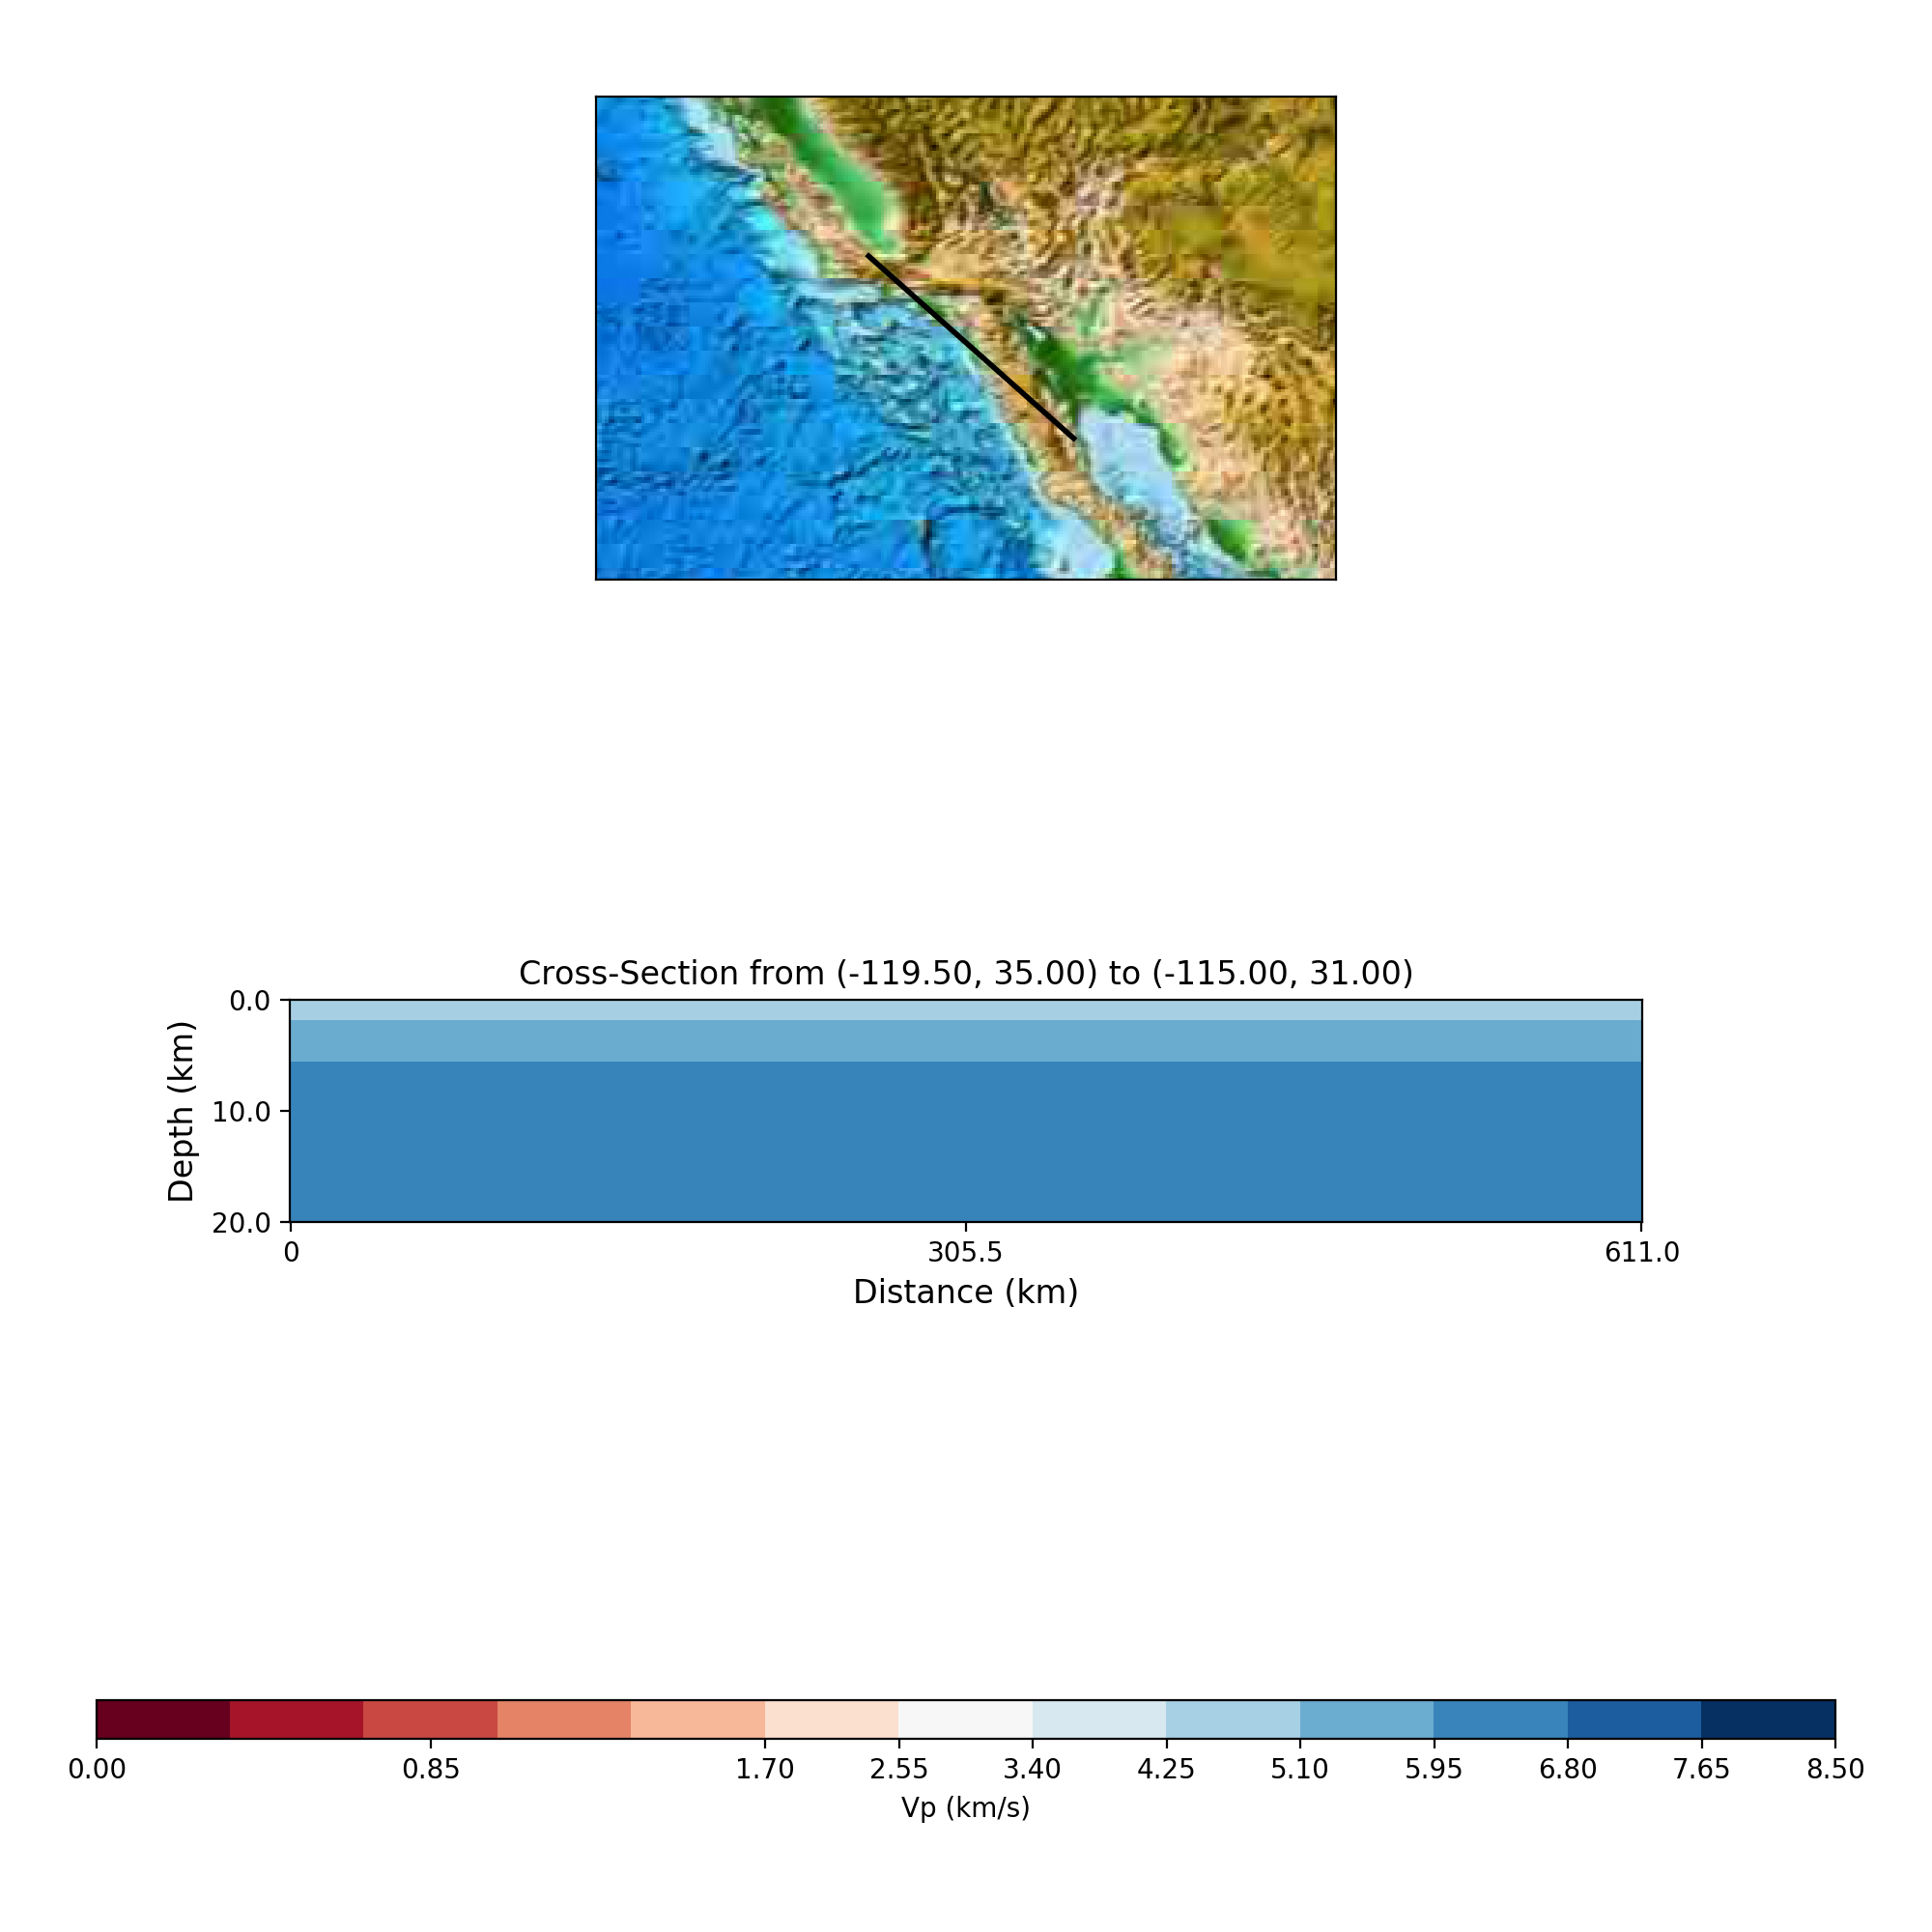 Cross-Section from (-119.50, 35.00) to (-115.00, 31.00)
0.0
10.0
20.0
Depth (km)
0 305.5 611.0
Distance (km)
0.00 0.85 1.70 2.55 3.40 4.25 5.10 5.95 6.80 7.65 8.50
Vp (km/s)